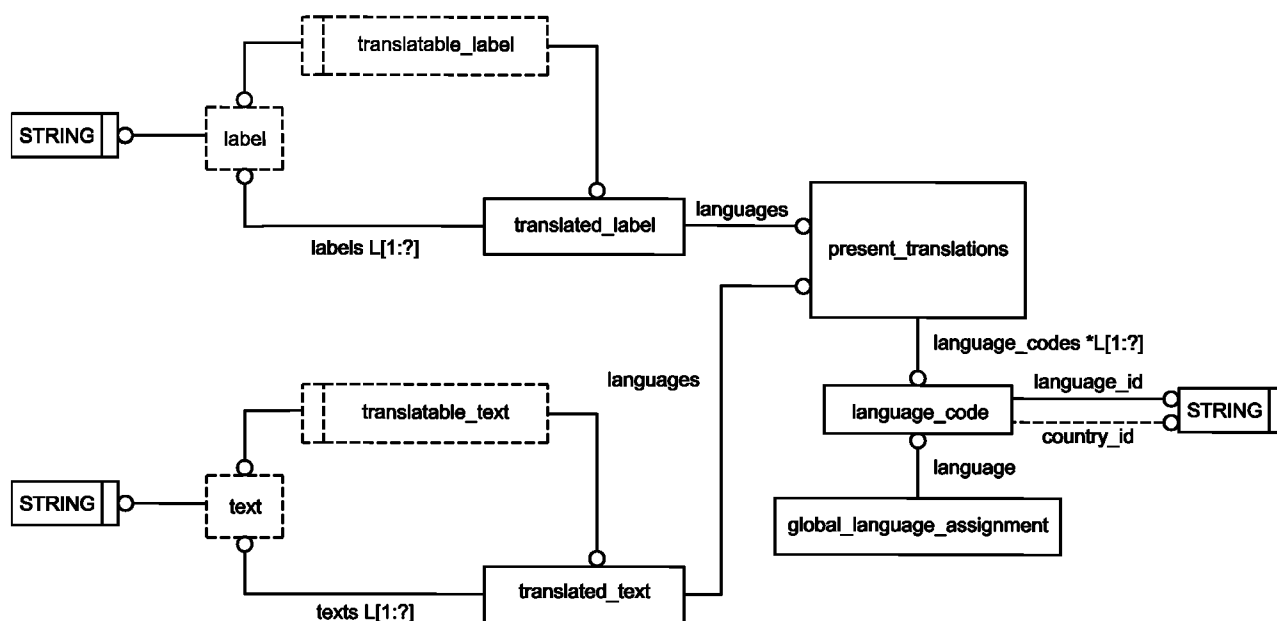 translatable_label
STRING
label
translated_label
languages
labels L[1:?]
present_translations
language_codes *L[1:?]
languages
language_id
translatable_text
language_code
STRING
country_id
language
STRING
text
global_language_assignment
translated_text
texts L[1:?]